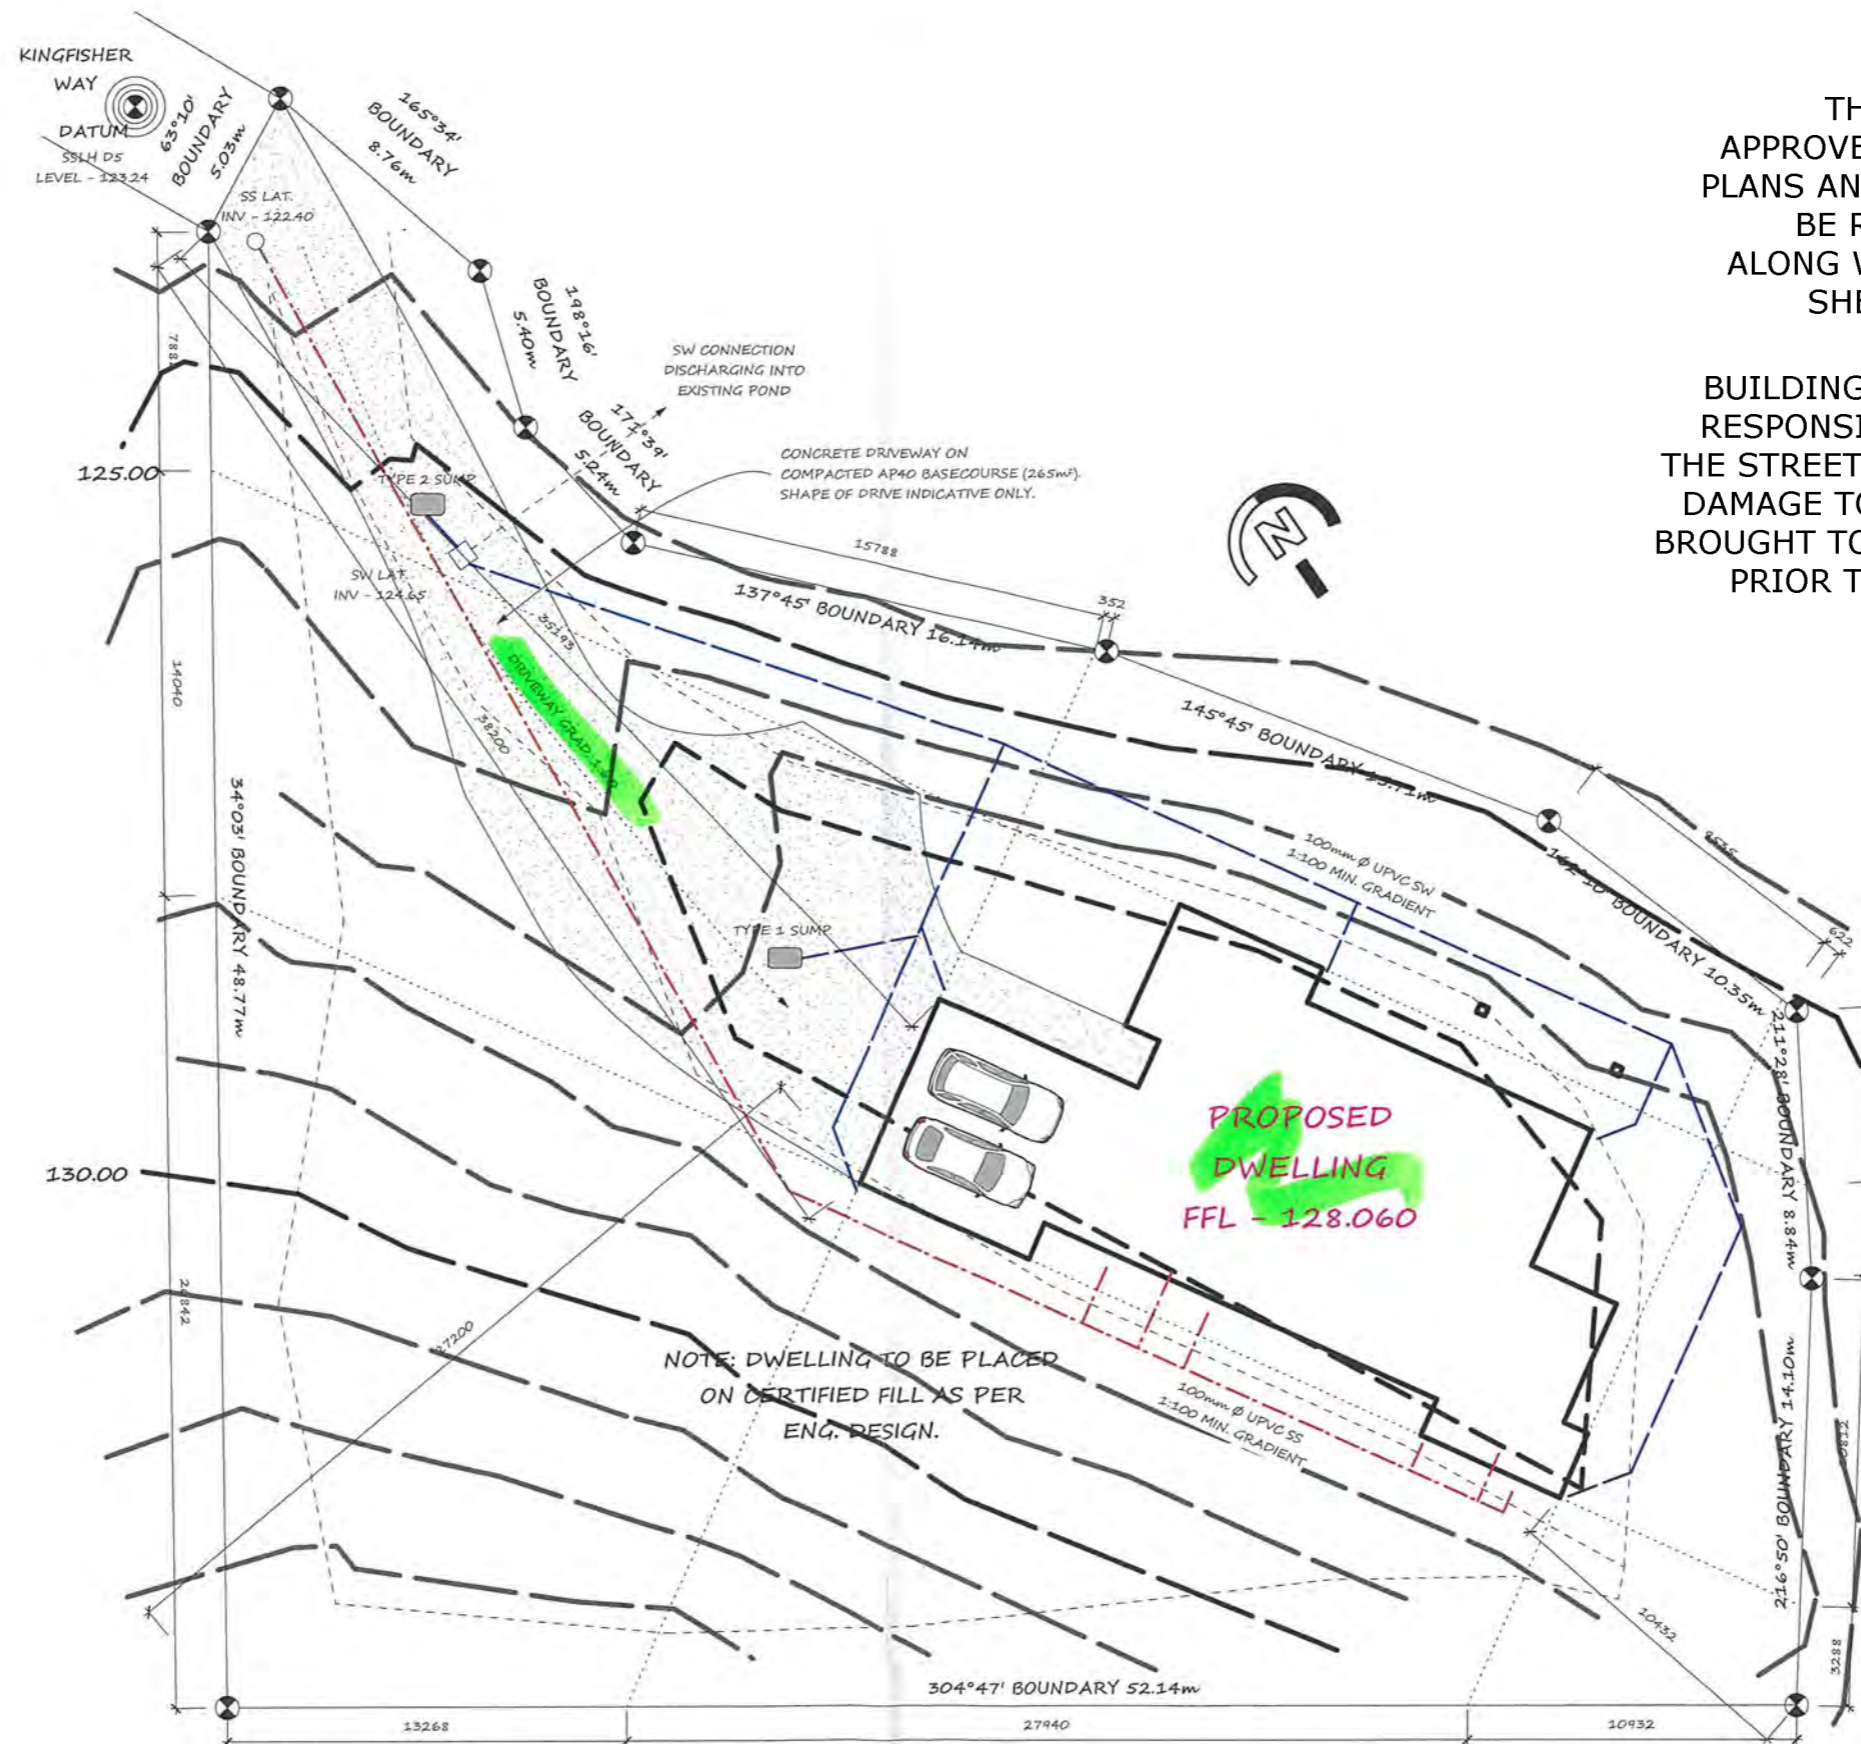 KINGFISHER
WAY
DATUM
SSLH D5
LEVEL - 123.24
63°10'
BOUNDARY
5.03m
165°34'
BOUNDARY
8.76m
SS LAT.
INV - 122.40
198°16'
BOUNDARY
5.40m
171°39'
BOUNDARY
5.24m
SW CONNECTION
DISCHARGING INTO
EXISTING POND
CONCRETE DRIVEWAY ON
COMPACTED AP40 BASECOURSE (265m²).
SHAPE OF DRIVE INDICATIVE ONLY.
TH
APPROVE
PLANS AN
BE R
ALONG W
SHE
BUILDING
RESPONSI
THE STREET
DAMAGE TO
BROUGHT TO
PRIOR T
125.00
TYPE 2 SUMP
SW LAT.
INV - 124.65
N
15788
352
137°45' BOUNDARY 16.14m
145°45' BOUNDARY 13.71m
162°10' BOUNDARY 10.35m
622
35193
38200
DRIVEWAY GRAD.
14040
34°03' BOUNDARY 48.77m
TYPE 1 SUMP
100mm Ø UPVC SW
1:100 MIN. GRADIENT
211°28' BOUNDARY 8.84m
PROPOSED
DWELLING
FFL - 128.060
130.00
27200
NOTE: DWELLING TO BE PLACED
ON CERTIFIED FILL AS PER
ENG. DESIGN.
100mm Ø UPVC SS
1:100 MIN. GRADIENT
216°50' BOUNDARY 14.10m
10432
3288
304°47' BOUNDARY 52.14m
13268
27940
10932